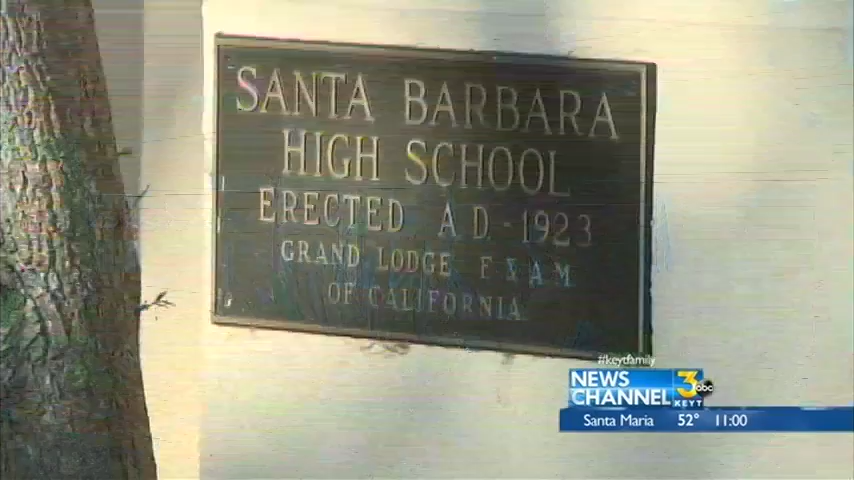 SANTA BARBARA
HIGH SCHOOL
ERECTED A.D.-1923
GRAND LODGE F X A M
OF CALIFORNIA
#keytfamily
NEWS
CHANNEL 3 abc
KEYT
Santa Maria 52° 11:00